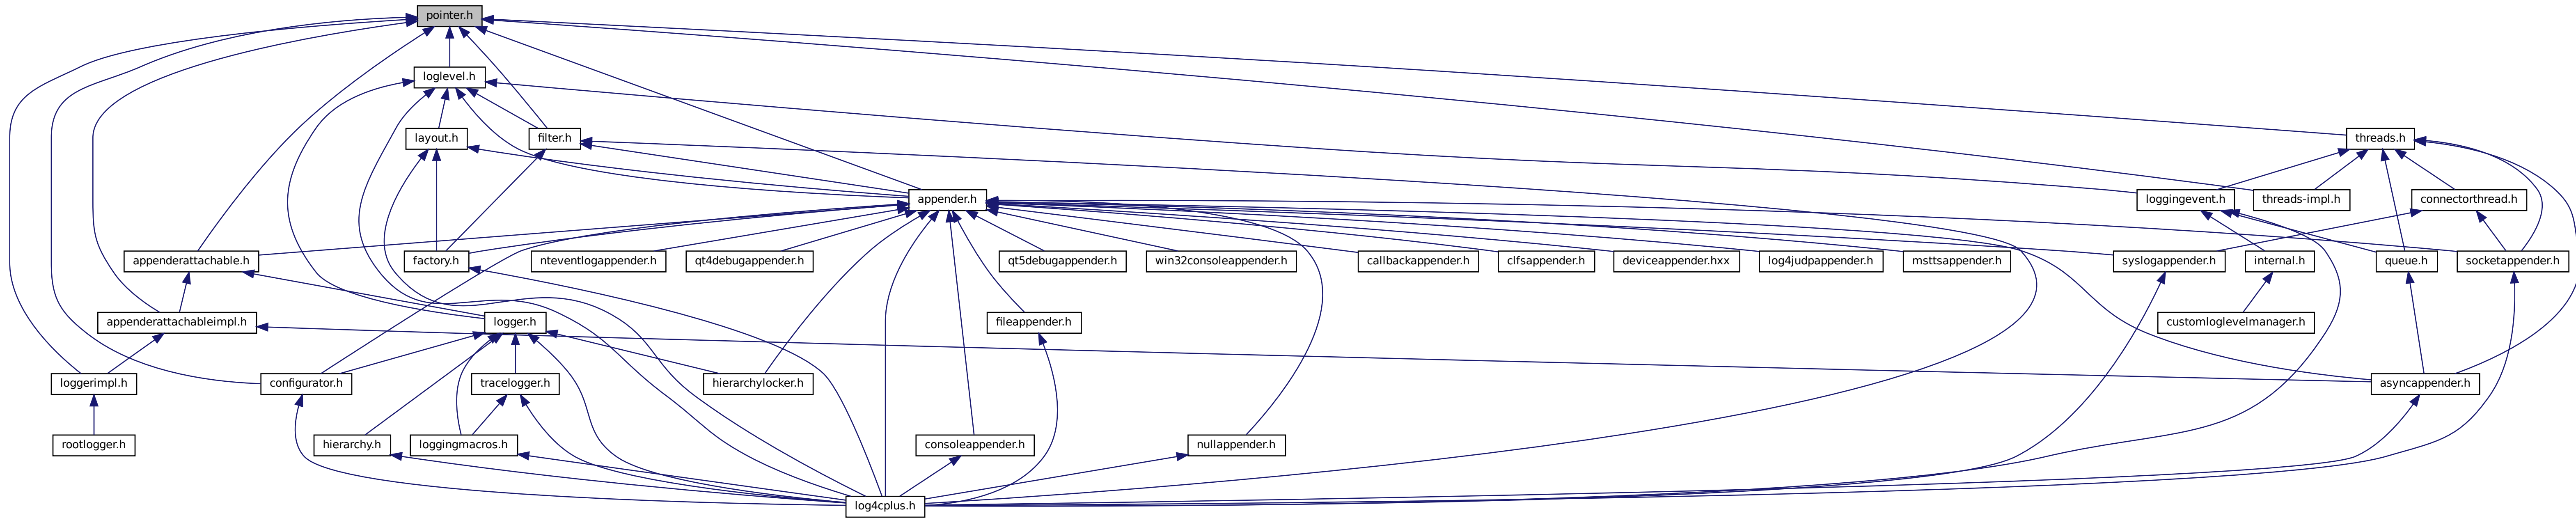 pointer.h
loglevel.h
layout.h
filter.h
threads.h
appender.h
loggingevent.h
threads-impl.h
connectorthread.h
appenderattachable.h
factory.h
nteventlogappender.h
qt4debugappender.h
qt5debugappender.h
win32consoleappender.h
callbackappender.h
clfsappender.h
deviceappender.hxx
log4judpappender.h
msttsappender.h
syslogappender.h
internal.h
queue.h
socketappender.h
appenderattachableimpl.h
logger.h
fileappender.h
customloglevelmanager.h
loggerimpl.h
configurator.h
tracelogger.h
hierarchylocker.h
asyncappender.h
rootlogger.h
hierarchy.h
loggingmacros.h
consoleappender.h
nullappender.h
log4cplus.h